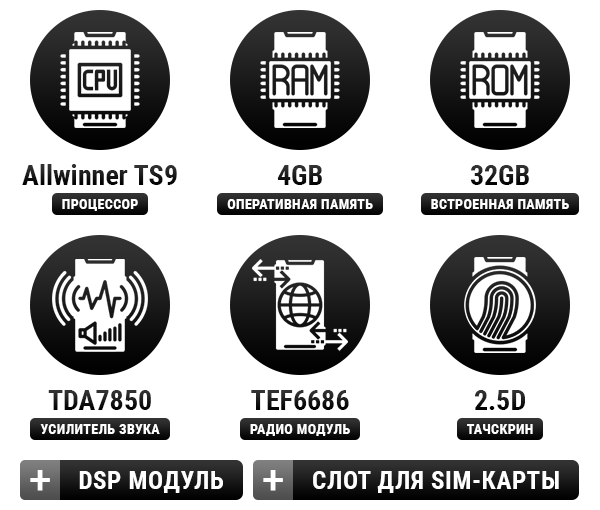 CPU
RAM
ROM
Allwinner TS9
4GB
32GB
ПРОЦЕССОР
ОПЕРАТИВНАЯ ПАМЯТЬ
ВСТРОЕННАЯ ПАМЯТЬ
TDA7850
TEF6686
2.5D
УСИЛИТЕЛЬ ЗВУКА
РАДИО МОДУЛЬ
ТАЧСКРИН
+ DSP МОДУЛЬ
+ СЛОТ ДЛЯ SIM-КАРТЫ